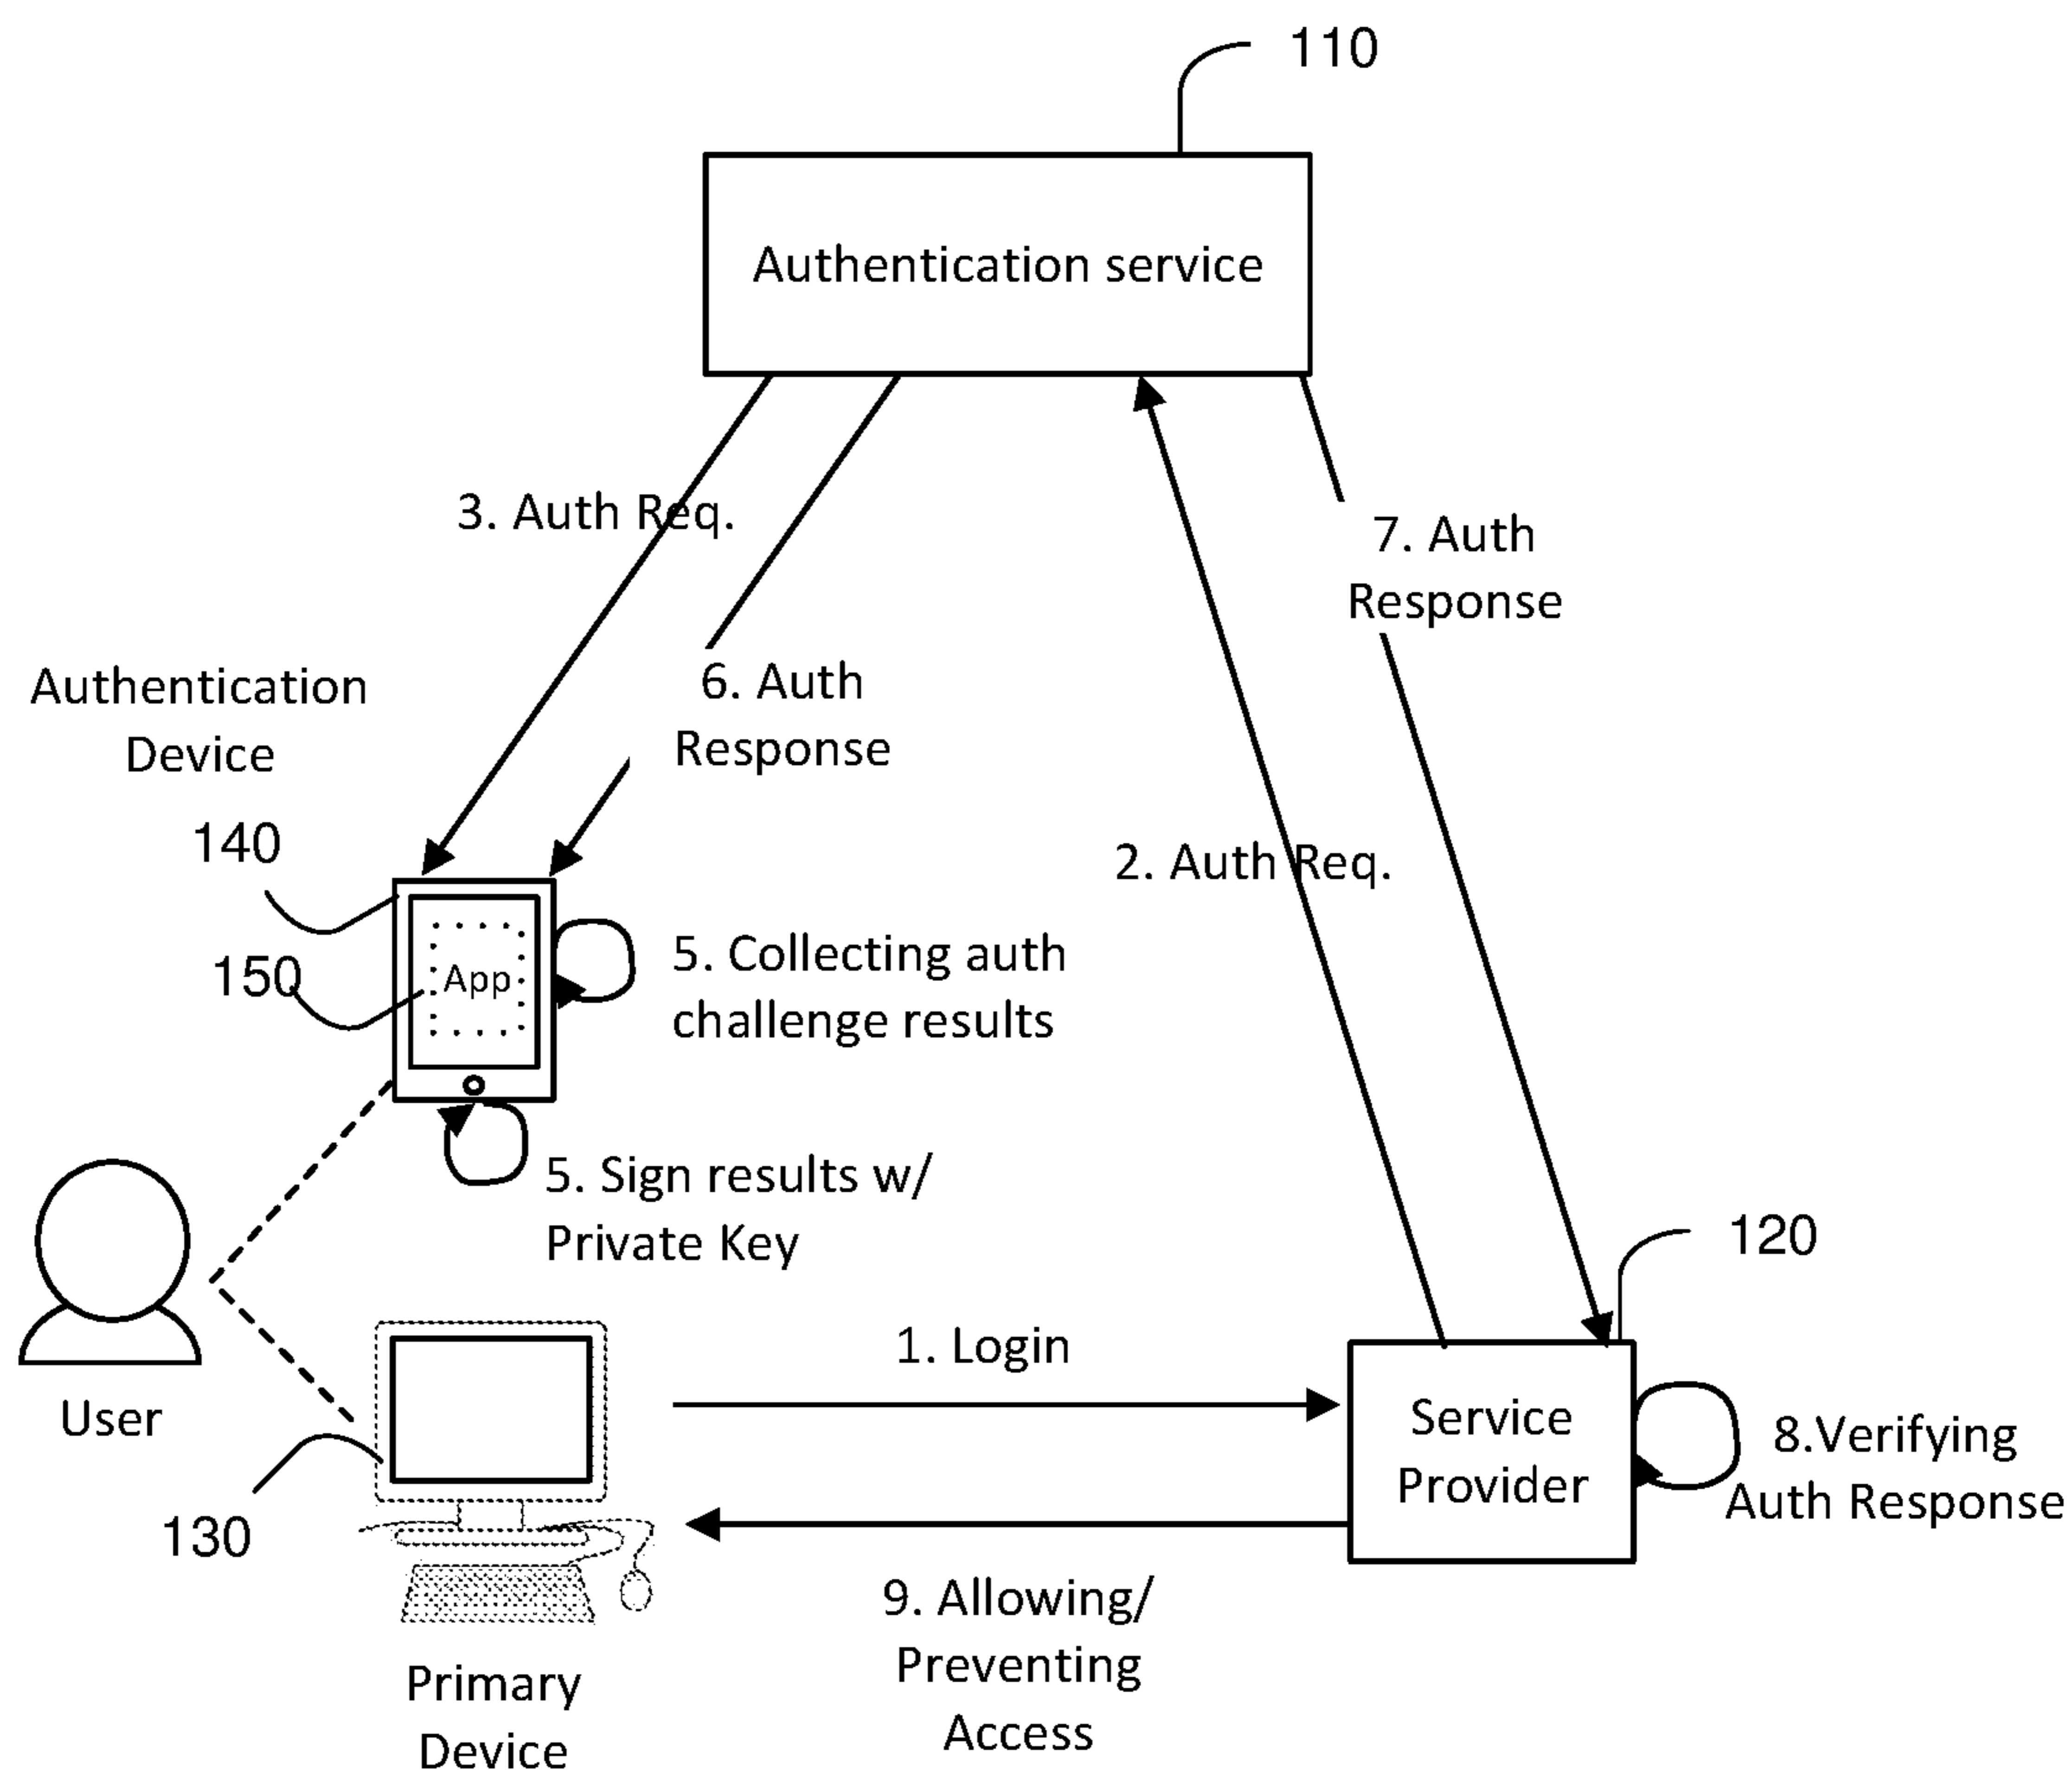 110
Authentication service
3. Auth Req.
7. Auth
Response
6. Auth
Response
Authentication
Device
140
2. Auth Req.
150
App
5. Collecting auth
challenge results
5. Sign results w/
Private Key
120
User
1. Login
Service
Provider
8.Verifying
Auth Response
130
9. Allowing/
Preventing
Access
Primary
Device